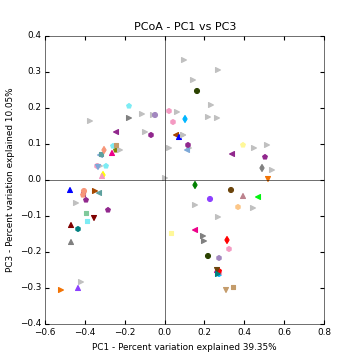 PCoA - PC1 vs PC3
0.4
0.3
0.2
0.1
0.0
−0.1
−0.2
−0.3
−0.4
PC3 - Percent variation explained 10.05%
−0.6 −0.4 −0.2 0.0 0.2 0.4 0.6 0.8
PC1 - Percent variation explained 39.35%